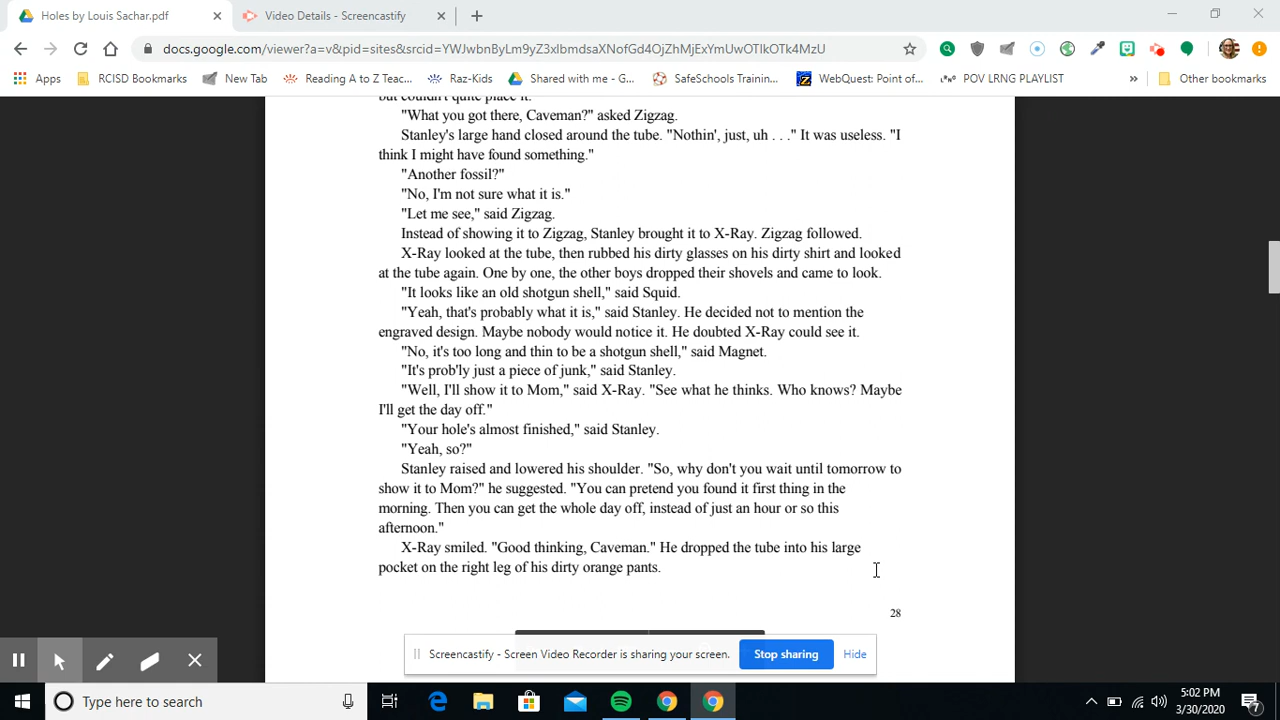 Holes by Louis Sachar.pdf
Video Details - Screencastify
docs.google.com/viewer?a=v&pid=sites&srcid=YWJwbnByLm9yZ3xlbmdsaXNofGd4OjZhMjExYmUwOTlkOTk4MzU
Apps
RCISD Bookmarks
New Tab
Reading A to Z Teac...
Raz-Kids
Shared with me - G...
SafeSchools Trainin...
WebQuest: Point of...
POV LRNG PLAYLIST
»
Other bookmarks
but couldn't quite place it.
"What you got there, Caveman?" asked Zigzag.
Stanley's large hand closed around the tube. "Nothin', just, uh . . ." It was useless. "I
think I might have found something."
"Another fossil?"
"No, I'm not sure what it is."
"Let me see," said Zigzag.
Instead of showing it to Zigzag, Stanley brought it to X-Ray. Zigzag followed.
X-Ray looked at the tube, then rubbed his dirty glasses on his dirty shirt and looked
at the tube again. One by one, the other boys dropped their shovels and came to look.
"It looks like an old shotgun shell," said Squid.
"Yeah, that's probably what it is," said Stanley. He decided not to mention the
engraved design. Maybe nobody would notice it. He doubted X-Ray could see it.
"No, it's too long and thin to be a shotgun shell," said Magnet.
"It's prob'ly just a piece of junk," said Stanley.
"Well, I'll show it to Mom," said X-Ray. "See what he thinks. Who knows? Maybe
I'll get the day off."
"Your hole's almost finished," said Stanley.
"Yeah, so?"
Stanley raised and lowered his shoulder. "So, why don't you wait until tomorrow to
show it to Mom?" he suggested. "You can pretend you found it first thing in the
morning. Then you can get the whole day off, instead of just an hour or so this
afternoon."
X-Ray smiled. "Good thinking, Caveman." He dropped the tube into his large
pocket on the right leg of his dirty orange pants.
28
Screencastify - Screen Video Recorder is sharing your screen.
Stop sharing
Hide
Type here to search
5:02 PM
3/30/2020
7